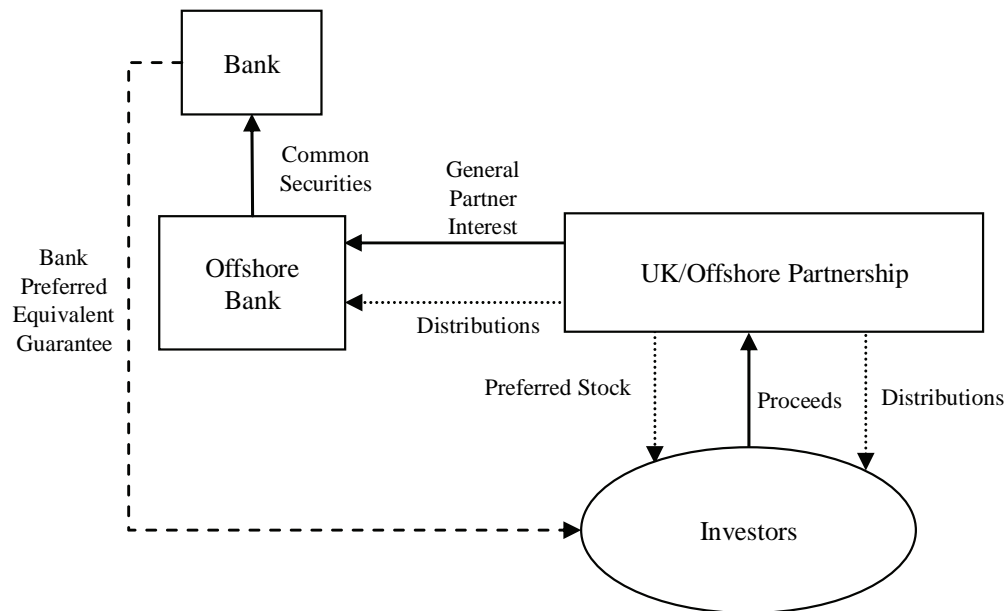 Bank
Common
Securities
General
Partner
Interest
Bank
Preferred
Equivalent
Guarantee
Offshore
Bank
UK/Offshore Partnership
Distributions
Preferred Stock
Proceeds
Distributions
Investors